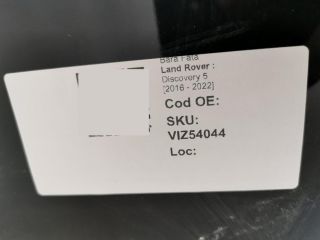 Bara Fata
Land Rover :
Discovery 5
[2016 - 2022]
Cod OE:
SKU:
VIZ54044
Loc: